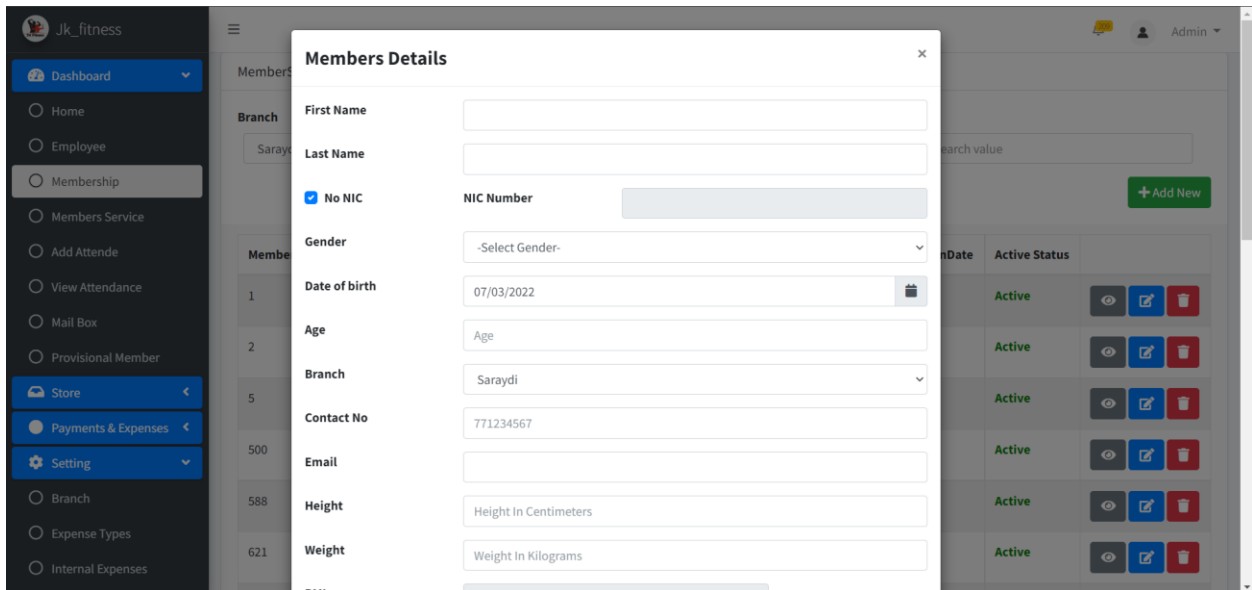 Jk_fitness
Admin
Dashboard
Home
Employee
Membership
Members Service
Add Attende
View Attendance
Mail Box
Provisional Member
Store
Payments & Expenses
Setting
Branch
Expense Types
Internal Expenses
Members Details
×
First Name
Last Name
No NIC NIC Number
Gender -Select Gender-
Date of birth 07/03/2022
Age Age
Branch Saraydi
Contact No 771234567
Email
Height Height In Centimeters
Weight Weight In Kilograms
Branch
value
Add New
Active Status
1 Active
2 Active
5 Active
500 Active
588 Active
621 Active